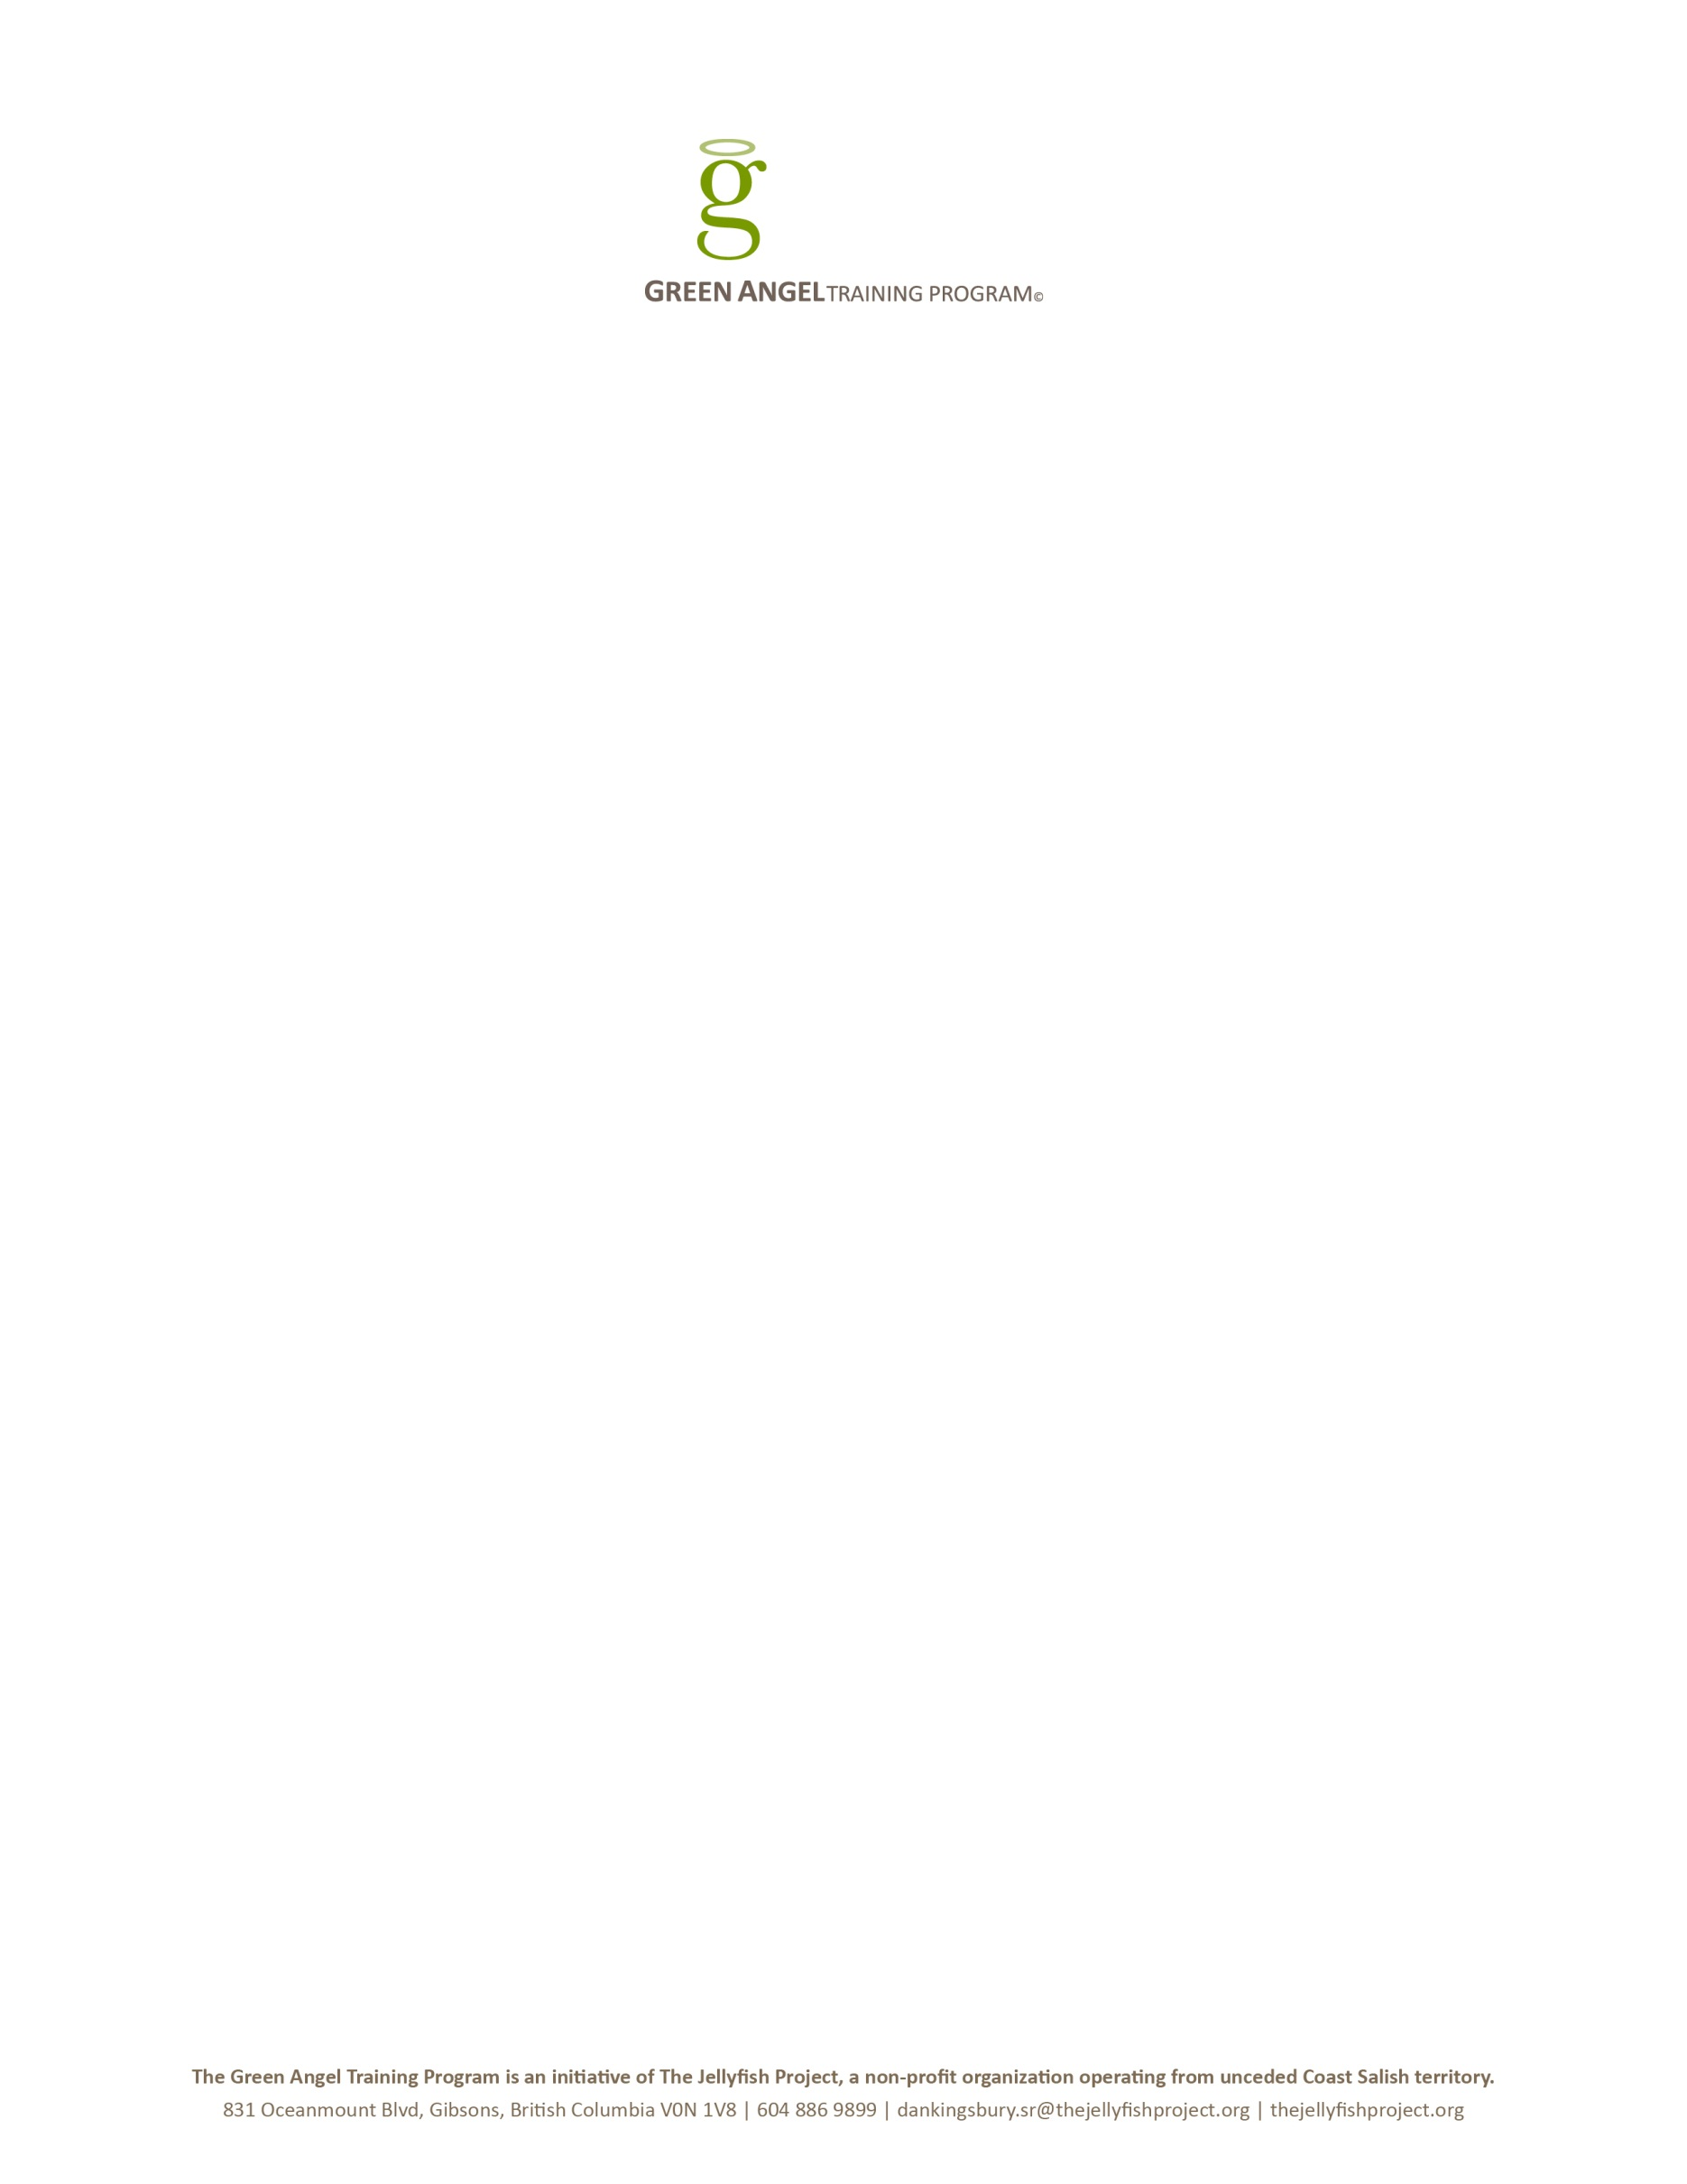 g
GREEN ANGEL TRAINING PROGRAM©
The Green Angel Training Program is an initiative of The Jellyfish Project, a non-profit organization operating from unceded Coast Salish territory.
831 Oceanmount Blvd, Gibsons, British Columbia V0N 1V8 | 604 886 9899 | dankingsbury.sr@thejellyfishproject.org | thejellyfishproject.org